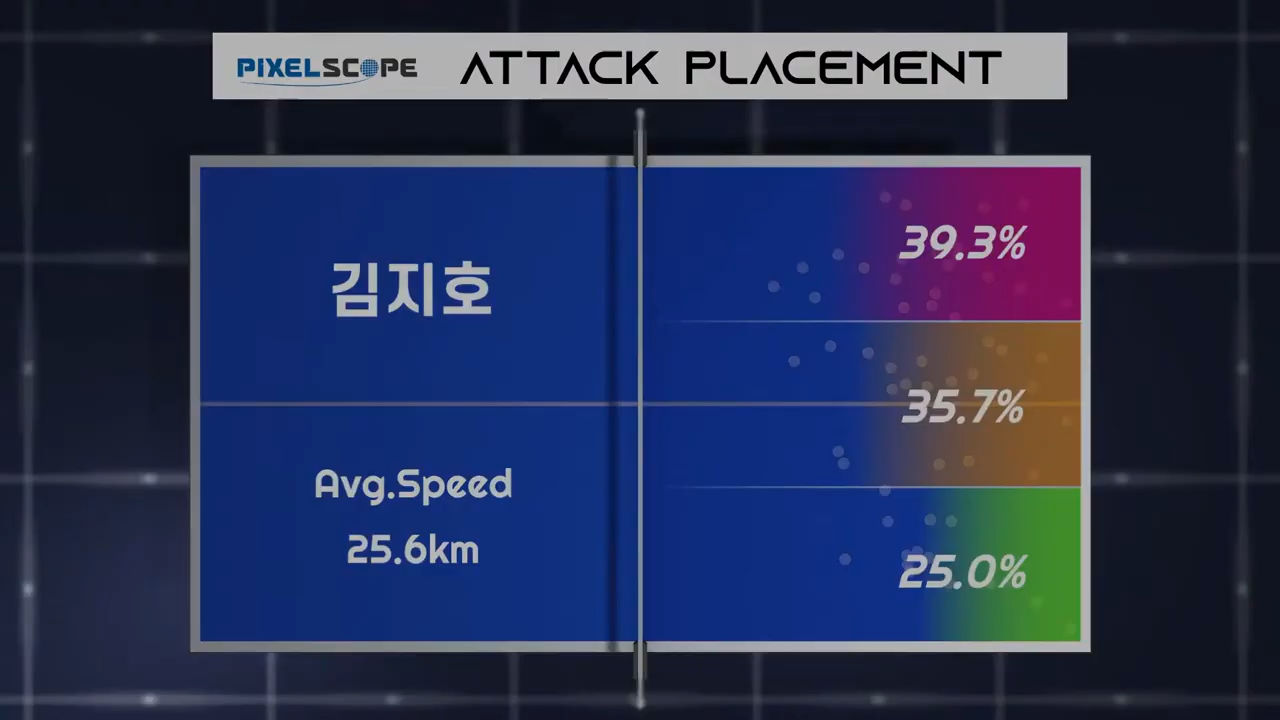 PIXELSCOPE ATTACK PLACEMENT
김지호
Avg.Speed
25.6km
39.3%
35.7%
25.0%